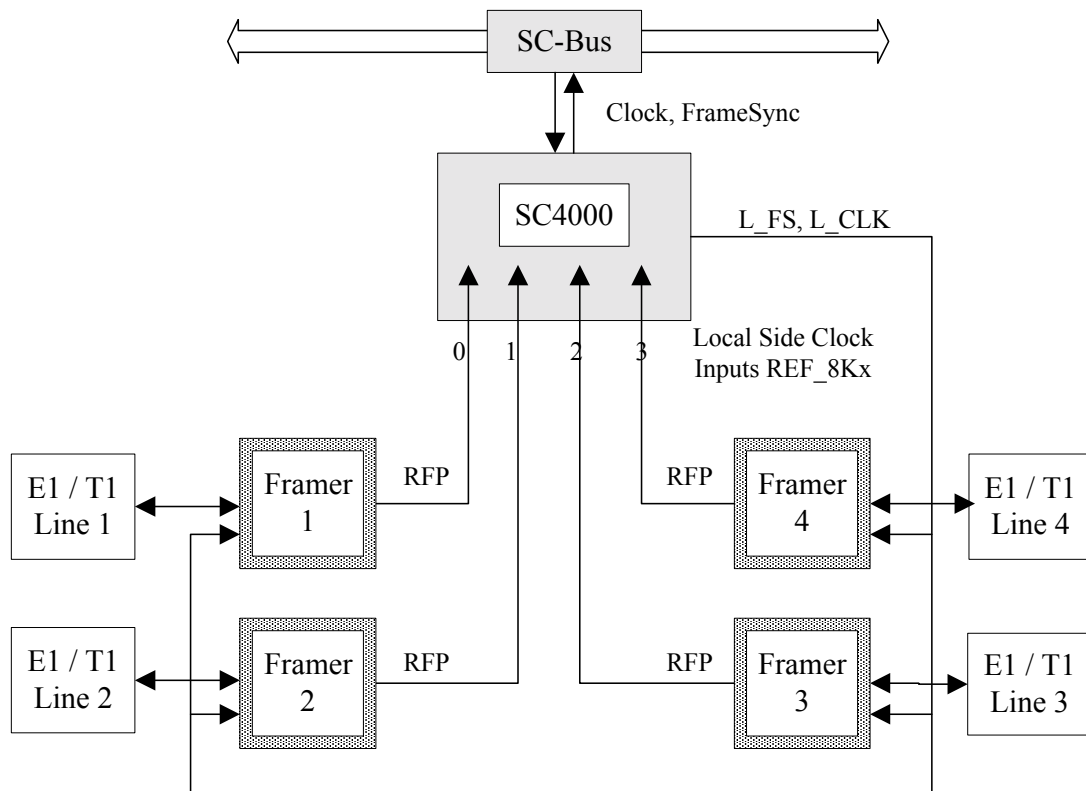 SC-Bus
Clock, FrameSync
SC4000
L_FS, L_CLK
0
1
2
3
Local Side Clock
Inputs REF_8Kx
E1 / T1
Line 1
Framer
1
RFP
RFP
Framer
4
E1 / T1
Line 4
E1 / T1
Line 2
Framer
2
RFP
RFP
Framer
3
E1 / T1
Line 3